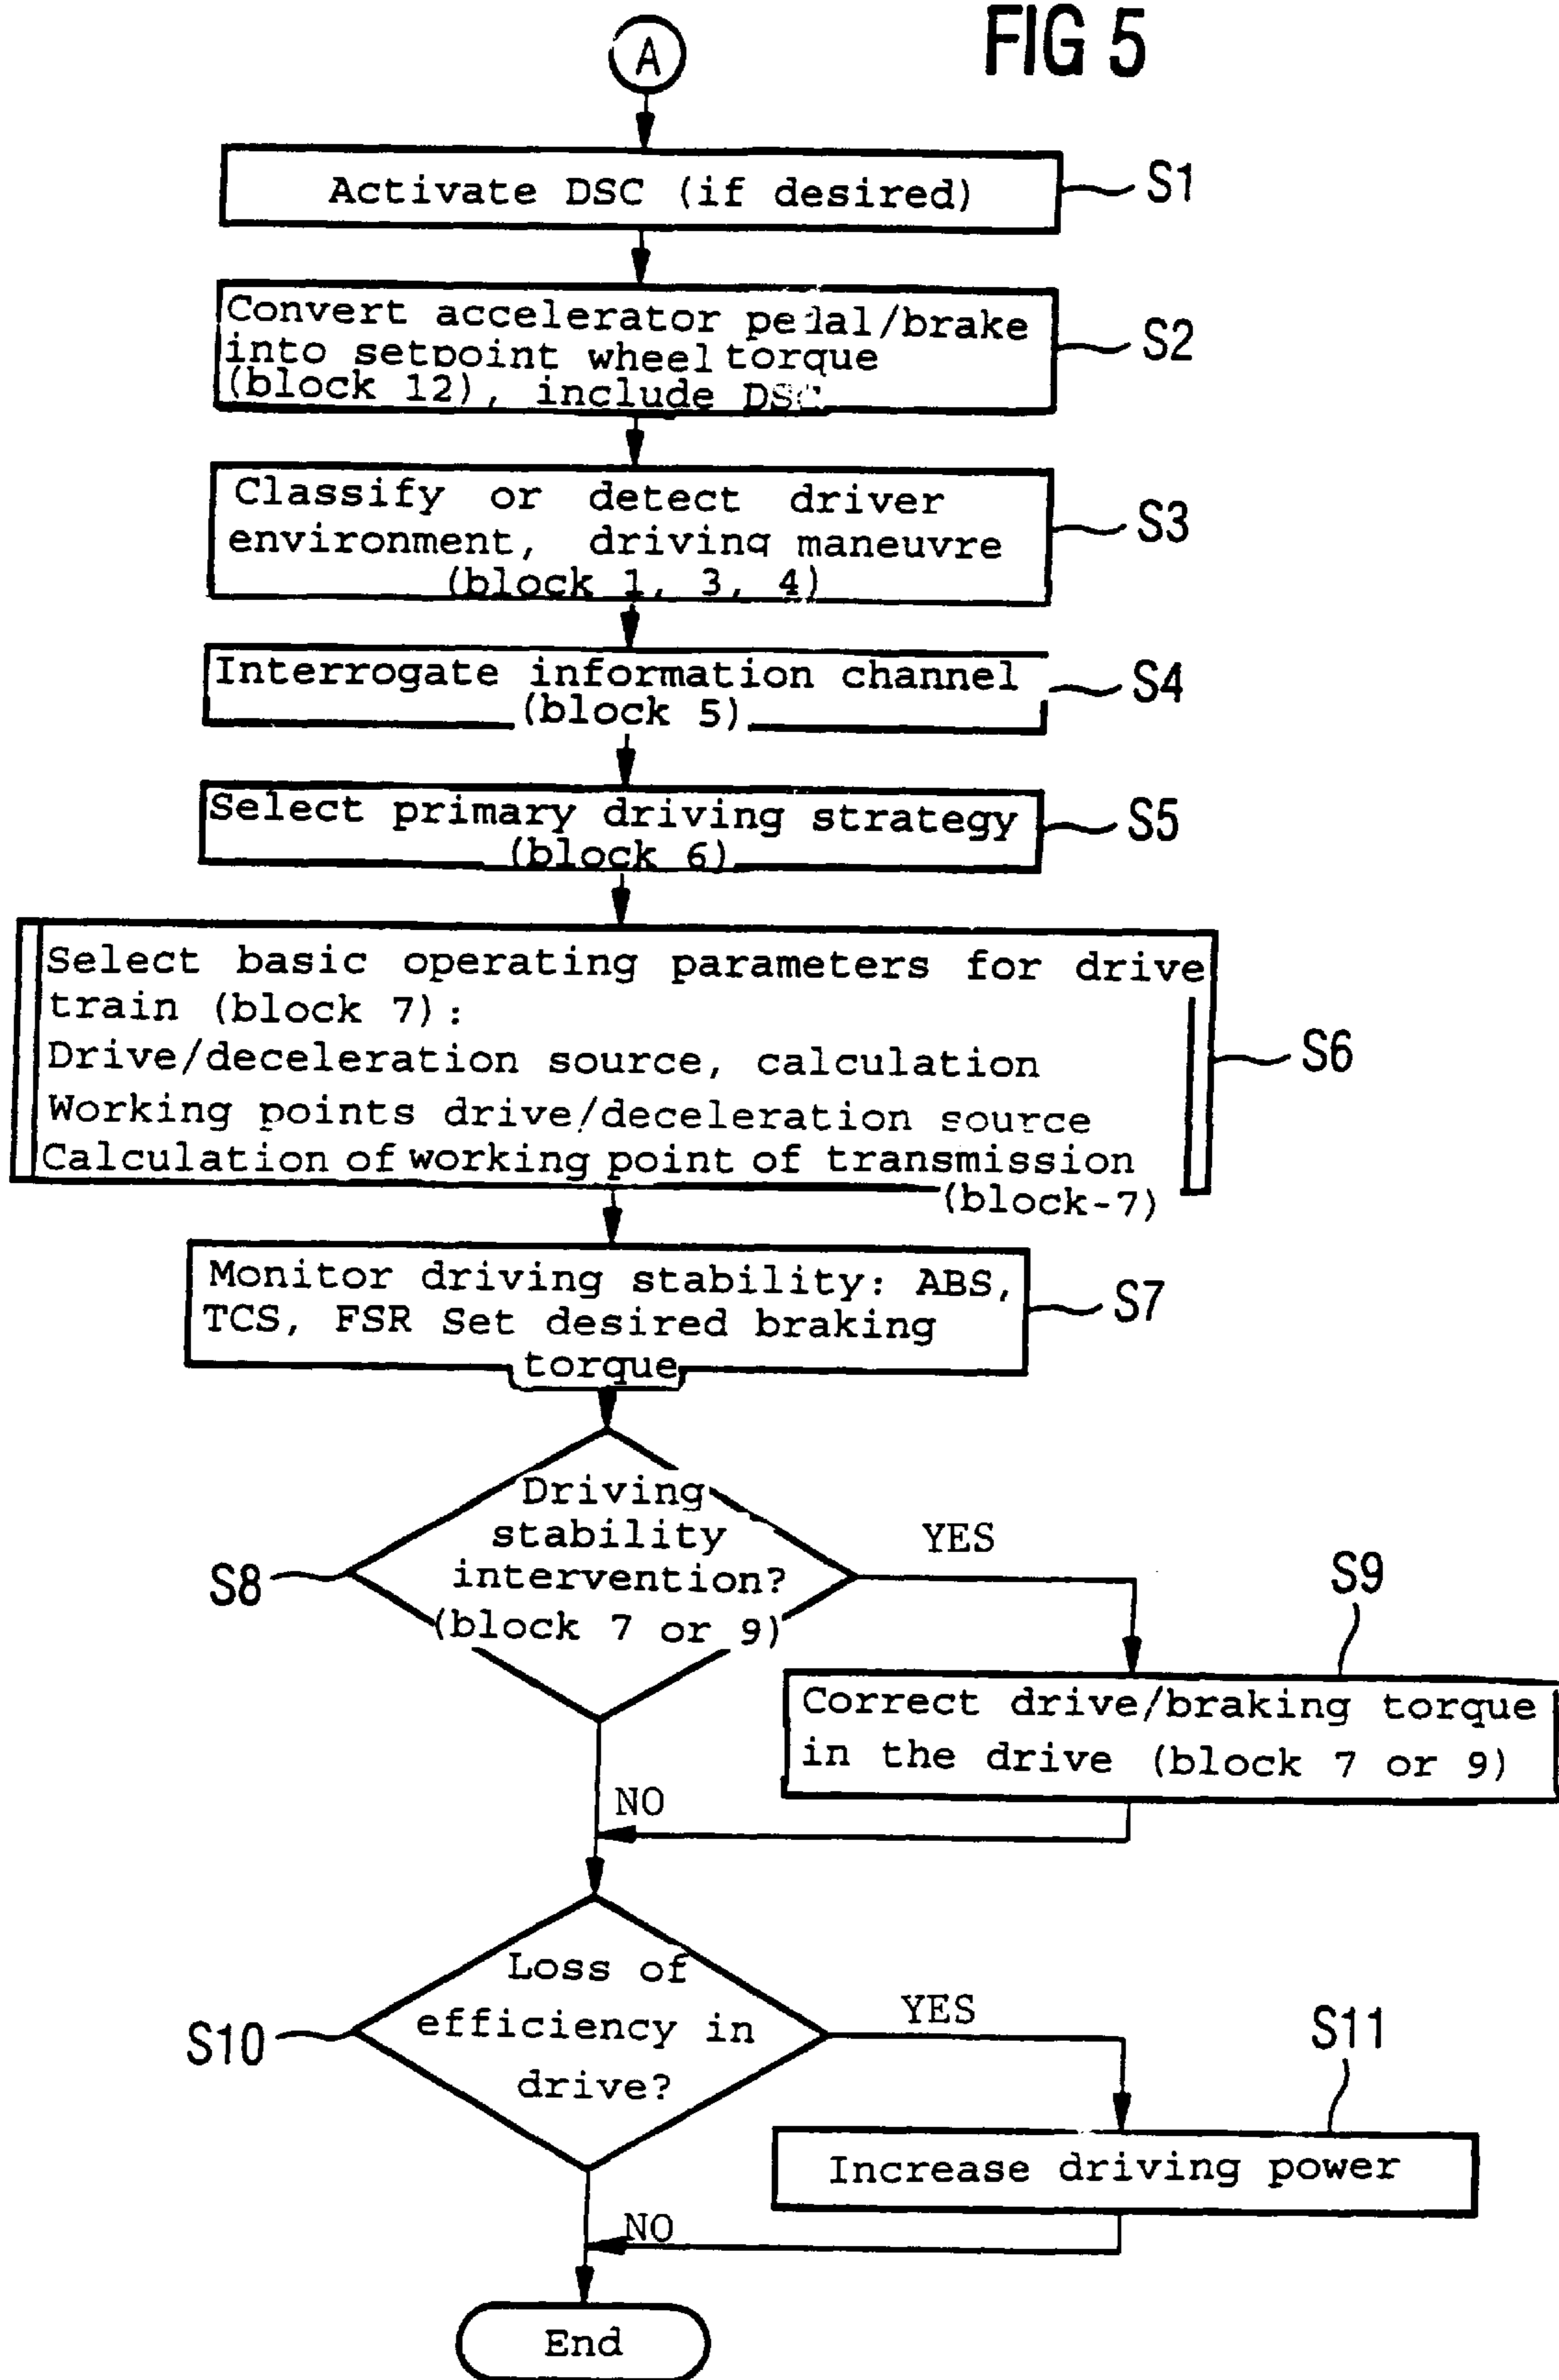 FIG 5
A
Activate DSC (if desired)
S1
Convert accelerator pedal/brake
into setpoint wheel torque
(block 12), include DSC
S2
Classify or detect driver
environment, driving maneuvre
(block 1, 3, 4)
S3
Interrogate information channel
(block 5)
S4
Select primary driving strategy
(block 6)
S5
Select basic operating parameters for drive
train (block 7):
Drive/deceleration source, calculation
Working points drive/deceleration source
Calculation of working point of transmission
(block-7)
S6
Monitor driving stability: ABS,
TCS, FSR Set desired braking
torque
S7
Driving
stability
intervention?
(block 7 or 9)
S8
YES
S9
Correct drive/braking torque
in the drive (block 7 or 9)
NO
Loss of
efficiency in
drive?
S10
YES
S11
Increase driving power
NO
End